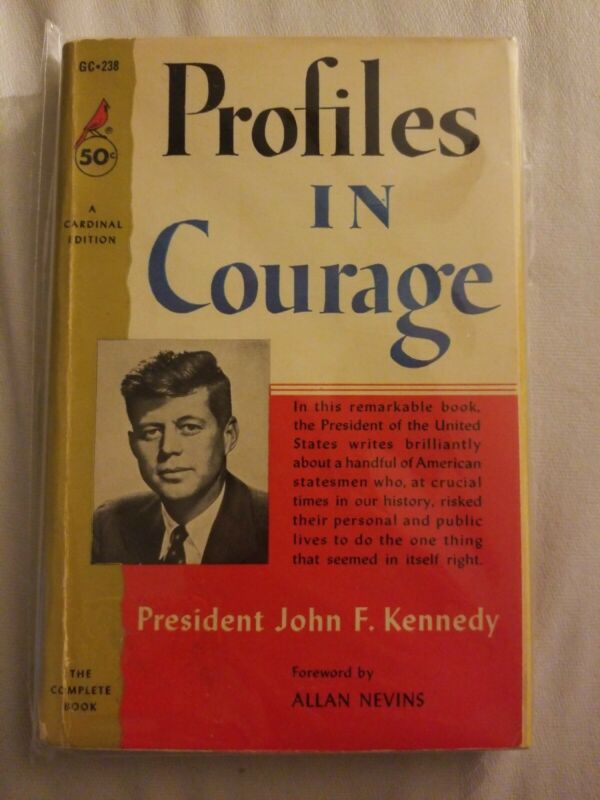 GC•238
50¢
A
CARDINAL
EDITION
Profiles
IN
Courage
In this remarkable book,
the President of the United
States writes brilliantly
about a handful of American
statesmen who, at crucial
times in our history, risked
their personal and public
lives to do the one thing
that seemed in itself right.
President John F. Kennedy
Foreword by
ALLAN NEVINS
THE
COMPLETE
BOOK